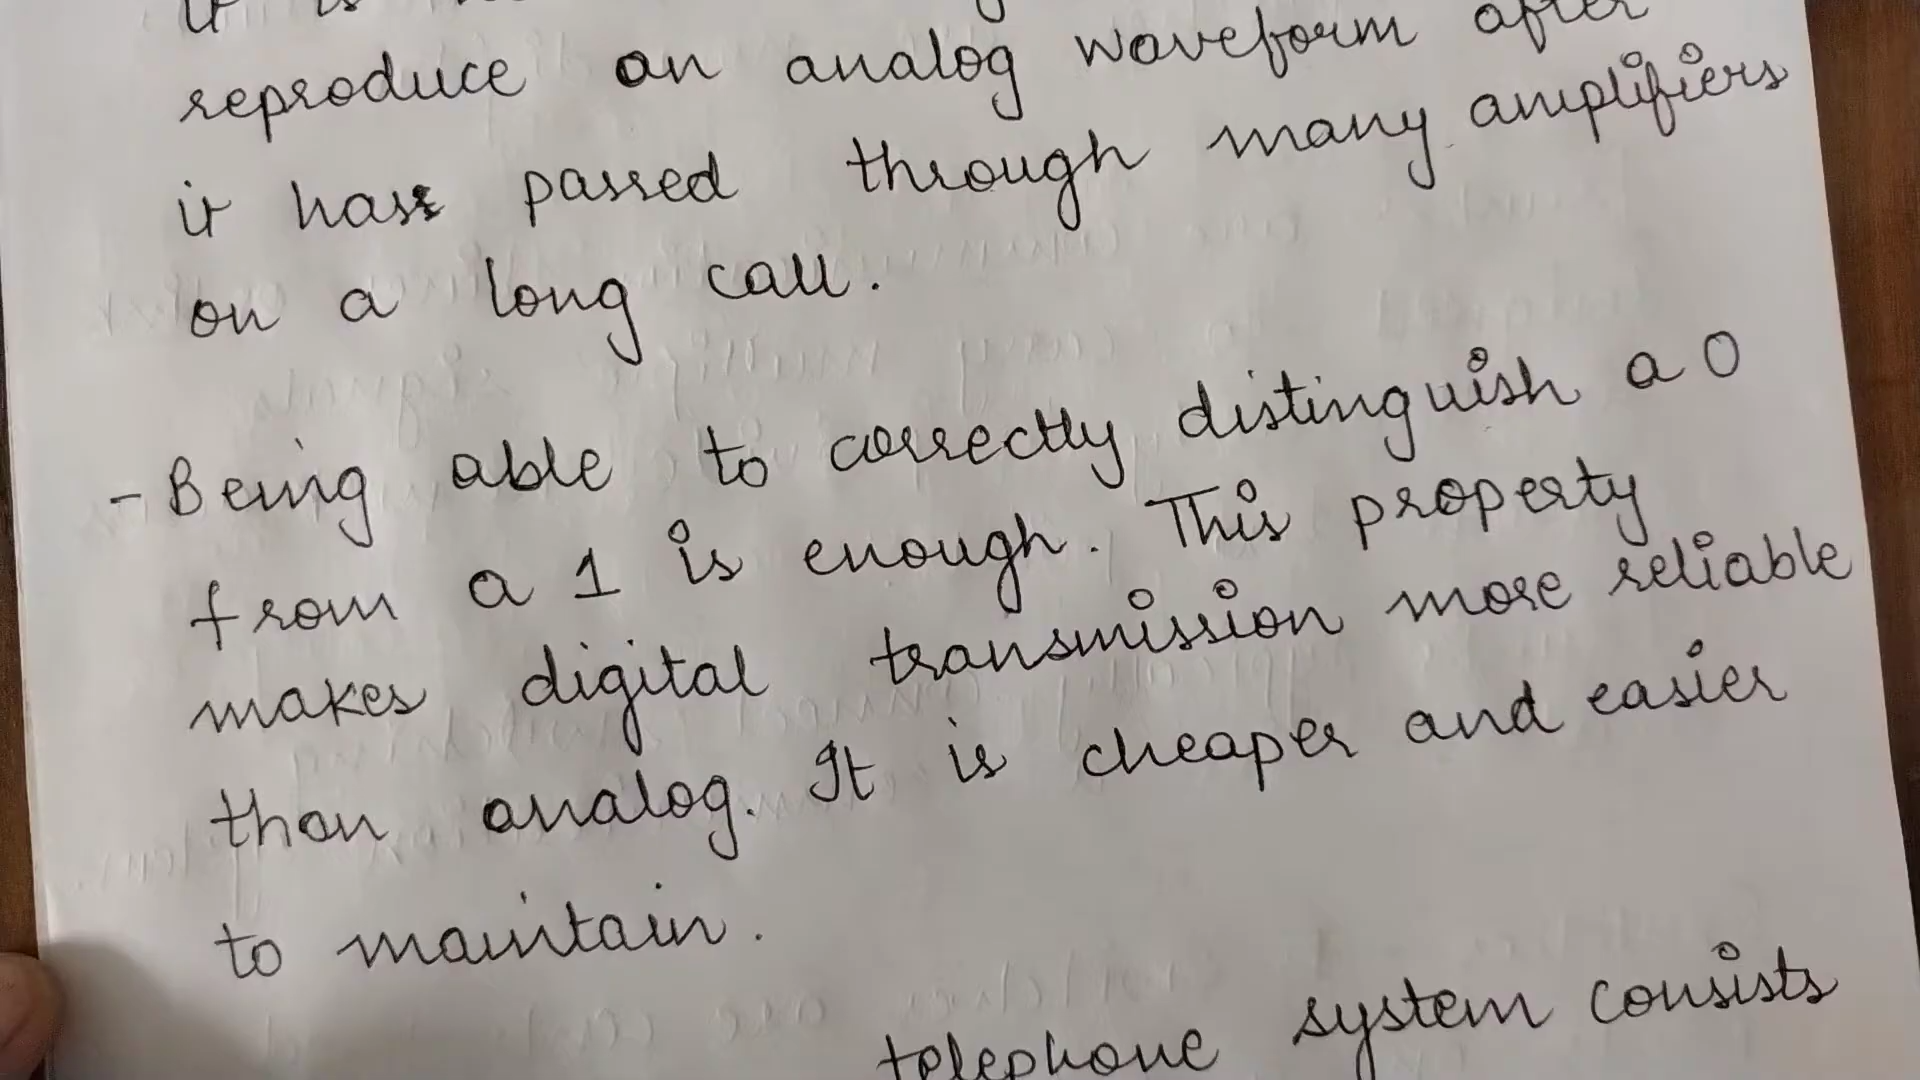 it is
reproduce an analog waveform after
it has passed through many amplifiers
on a long call.
- Being able to correctly distinguish a 0
from a 1 is enough. This property
makes digital transmission more reliable
than analog. It is cheaper and easier
to maintain.
telephone system consists